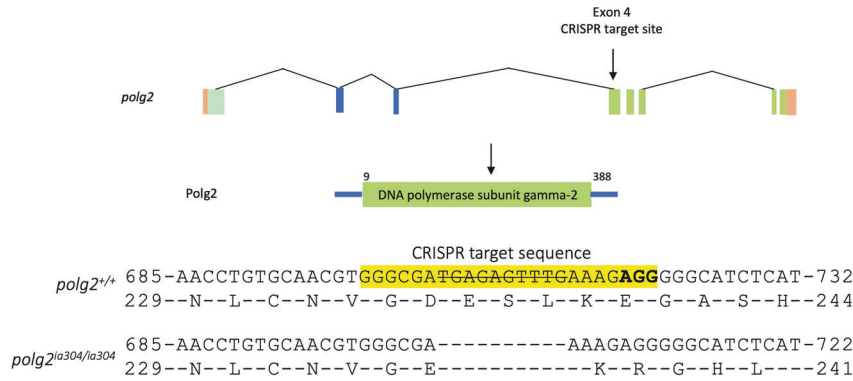 Exon 4
CRISPR target site
polg2
9 388
Polg2 DNA polymerase subunit gamma-2
CRISPR target sequence
polg2+/+ 685-AACCTGTGCAACGTGGGCGATGAGAGTTTGAAAGAGGGGGCATCTCAT-732
229-N--L--C--N--V--G--D--E--S--L--K--E--G--A--S--H--244
polg2ia304/ia304 685-AACCTGTGCAACGTGGGCGA----------AAAGAGGGGGCATCTCAT-722
229-N--L--C--N--V--G--E K--R--G--H--L--241